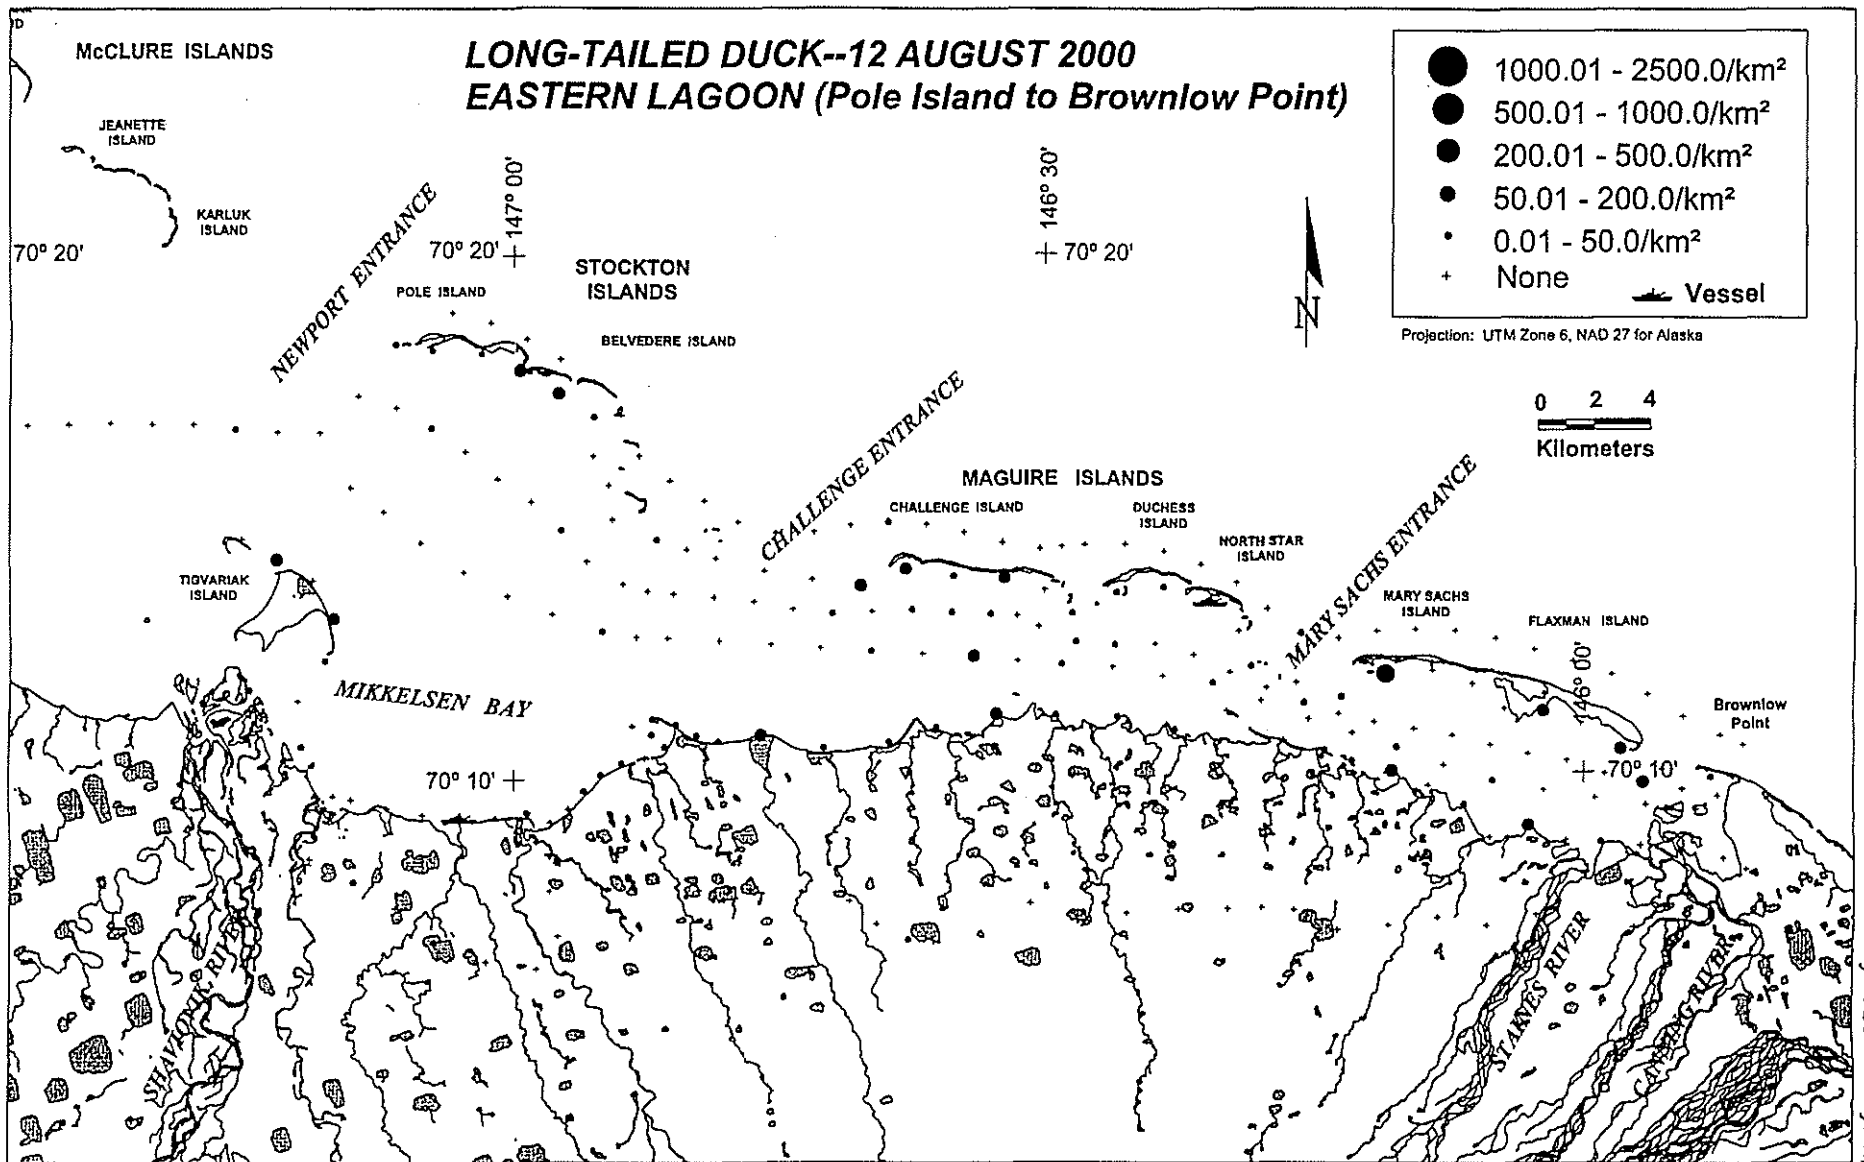 D
McCLURE ISLANDS
LONG-TAILED DUCK--12 AUGUST 2000
EASTERN LAGOON (Pole Island to Brownlow Point)
1000.01 - 2500.0/km²
500.01 - 1000.0/km²
200.01 - 500.0/km²
50.01 - 200.0/km²
0.01 - 50.0/km²
None
Vessel
Projection: UTM Zone 6, NAD 27 for Alaska
JEANETTE
ISLAND
KARLUK
ISLAND
70° 20'
NEWPORT ENTRANCE
70° 20'
147° 00'
146° 30'
70° 20'
N
STOCKTON
ISLANDS
POLE ISLAND
BELVEDERE ISLAND
0 2 4
Kilometers
CHALLENGE ENTRANCE
MAGUIRE ISLANDS
CHALLENGE ISLAND
DUCHESS
ISLAND
NORTH STAR
ISLAND
MARY SACHS ENTRANCE
MARY SACHS
ISLAND
FLAXMAN ISLAND
146° 00'
TIGVARIAK
ISLAND
MIKKELSEN BAY
Brownlow
Point
70° 10'
70° 10'
SHAVIOVIK RIVER
STAKNES RIVER
CANNING RIVER